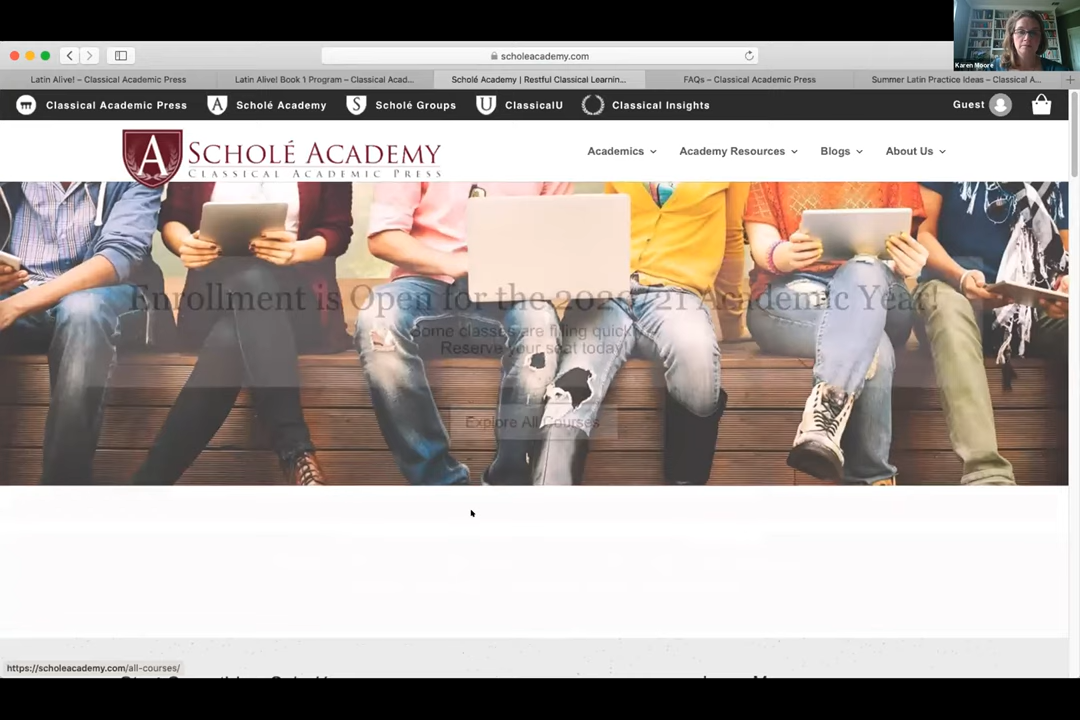 Karen Moore
scholeacademy.com
Latin Alive! – Classical Academic Press
Latin Alive! Book 1 Program – Classical Acad...
Scholé Academy | Restful Classical Learnin...
FAQs – Classical Academic Press
Summer Latin Practice Ideas – Classical A...
Classical Academic Press
A Scholé Academy
S Scholé Groups
U ClassicalU
Classical Insights
Guest
A SCHOLÉ ACADEMY
CLASSICAL ACADEMIC PRESS
Academics
Academy Resources
Blogs
About Us
Enrollment is Open for the 2020/21 Academic Year!
Some classes are filling quickly
Reserve your seat today!
Explore All Courses
https://scholeacademy.com/all-courses/